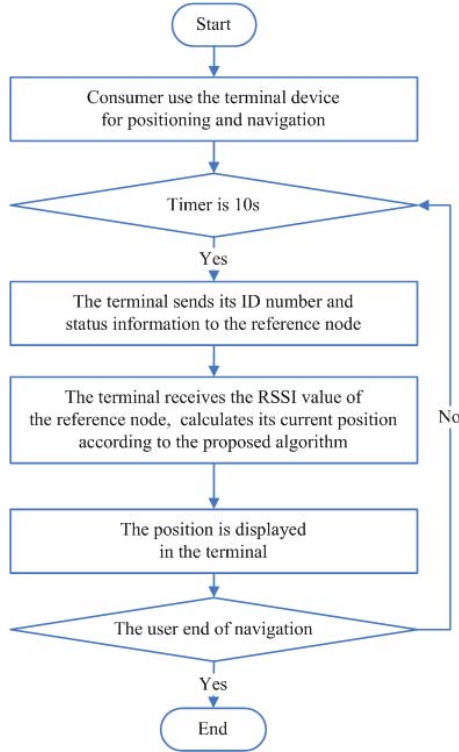 Start
Consumer use the terminal device
for positioning and navigation
Timer is 10s
Yes
The terminal sends its ID number and
status information to the reference node
The terminal receives the RSSI value of
the reference node, calculates its current position
according to the proposed algorithm
No
The position is displayed
in the terminal
The user end of navigation
Yes
End